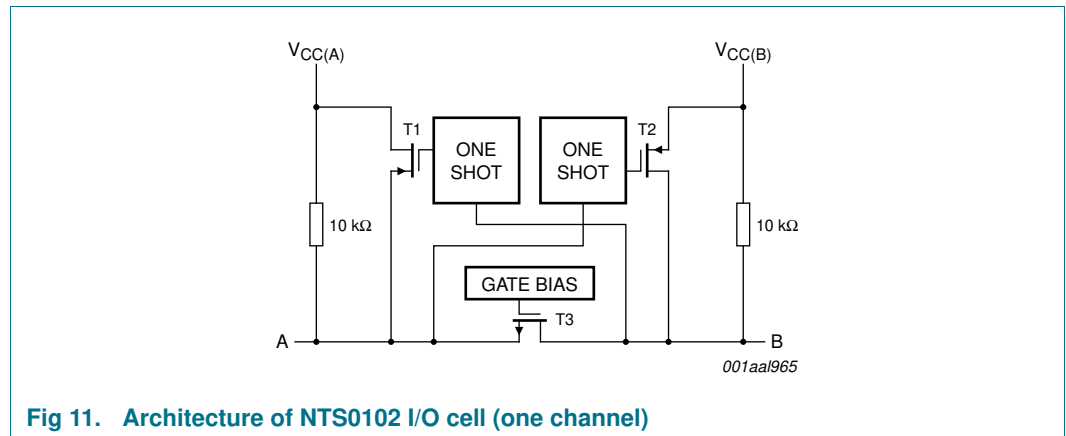 VCC(A)
VCC(B)
T1
T2
ONE
SHOT
ONE
SHOT
10 kΩ
10 kΩ
GATE BIAS
T3
A
B
001aal965
Fig 11. Architecture of NTS0102 I/O cell (one channel)